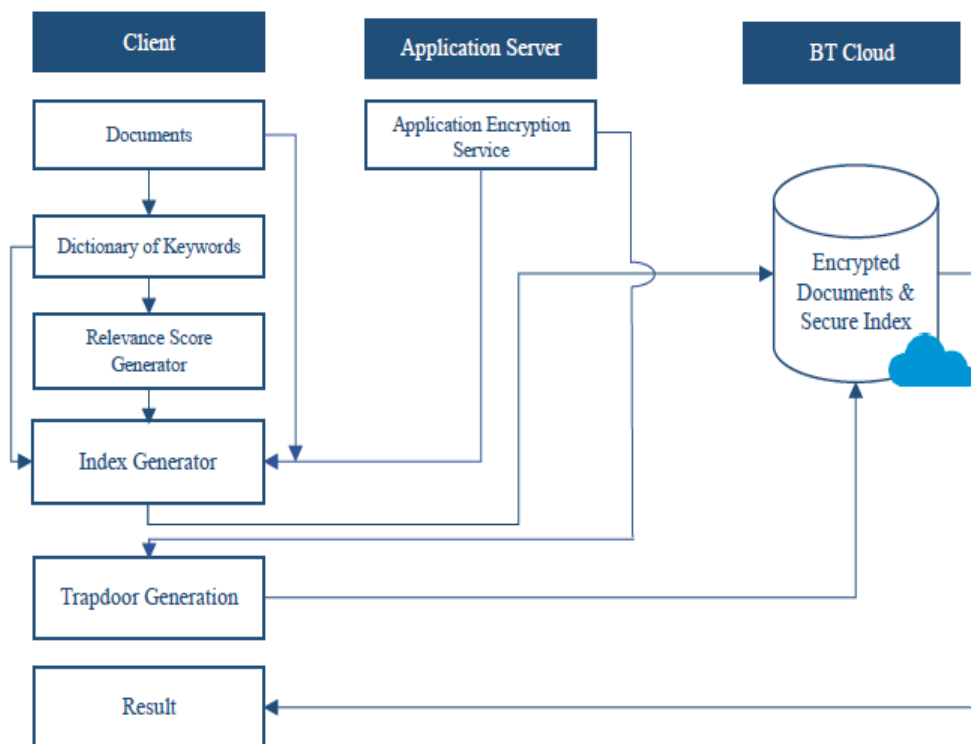 Client
Application Server
BT Cloud
Documents
Application Encryption
Service
Dictionary of Keywords
Encrypted
Documents &
Secure Index
Relevance Score
Generator
Index Generator
Trapdoor Generation
Result